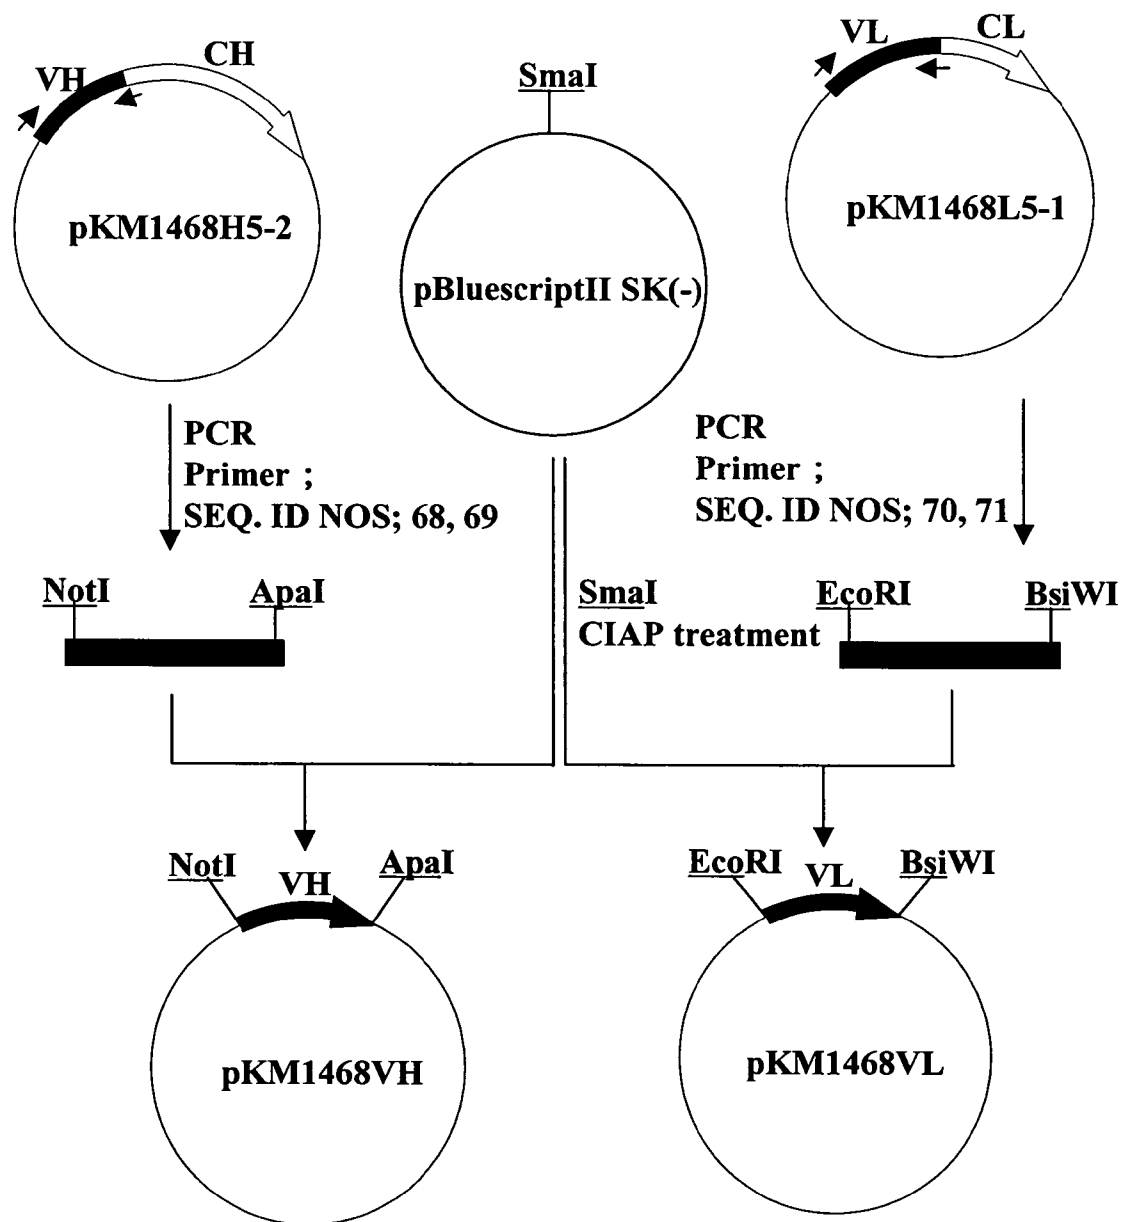 CH
VH
pKM1468H5-2
SmaI
pBluescriptII SK(-)
VL
CL
pKM1468L5-1
PCR
Primer ;
SEQ. ID NOS; 68, 69
PCR
Primer ;
SEQ. ID NOS; 70, 71
NotI
ApaI
SmaI
CIAP treatment
EcoRI
BsiWI
NotI
VH
ApaI
pKM1468VH
EcoRI
VL
BsiWI
pKM1468VL